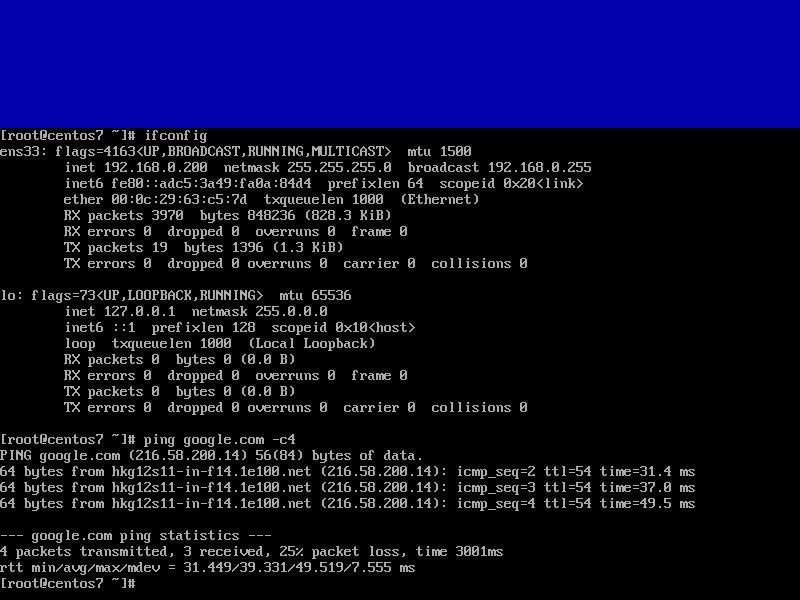 [root@centos7 ~]# ifconfig
ens33: flags=4163<UP,BROADCAST,RUNNING,MULTICAST>  mtu 1500
        inet 192.168.0.200  netmask 255.255.255.0  broadcast 192.168.0.255
        inet6 fe80::adc5:3a49:fa0a:84d4  prefixlen 64  scopeid 0x20<link>
        ether 00:0c:29:63:c5:7d  txqueuelen 1000  (Ethernet)
        RX packets 3970  bytes 848236 (828.3 KiB)
        RX errors 0  dropped 0  overruns 0  frame 0
        TX packets 19  bytes 1396 (1.3 KiB)
        TX errors 0  dropped 0 overruns 0  carrier 0  collisions 0

lo: flags=73<UP,LOOPBACK,RUNNING>  mtu 65536
        inet 127.0.0.1  netmask 255.0.0.0
        inet6 ::1  prefixlen 128  scopeid 0x10<host>
        loop  txqueuelen 1000  (Local Loopback)
        RX packets 0  bytes 0 (0.0 B)
        RX errors 0  dropped 0  overruns 0  frame 0
        TX packets 0  bytes 0 (0.0 B)
        TX errors 0  dropped 0 overruns 0  carrier 0  collisions 0

[root@centos7 ~]# ping google.com -c4
PING google.com (216.58.200.14) 56(84) bytes of data.
64 bytes from hkg12s11-in-f14.1e100.net (216.58.200.14): icmp_seq=2 ttl=54 time=31.4 ms
64 bytes from hkg12s11-in-f14.1e100.net (216.58.200.14): icmp_seq=3 ttl=54 time=37.0 ms
64 bytes from hkg12s11-in-f14.1e100.net (216.58.200.14): icmp_seq=4 ttl=54 time=49.5 ms

--- google.com ping statistics ---
4 packets transmitted, 3 received, 25% packet loss, time 3001ms
rtt min/avg/max/mdev = 31.449/39.331/49.519/7.555 ms
[root@centos7 ~]#